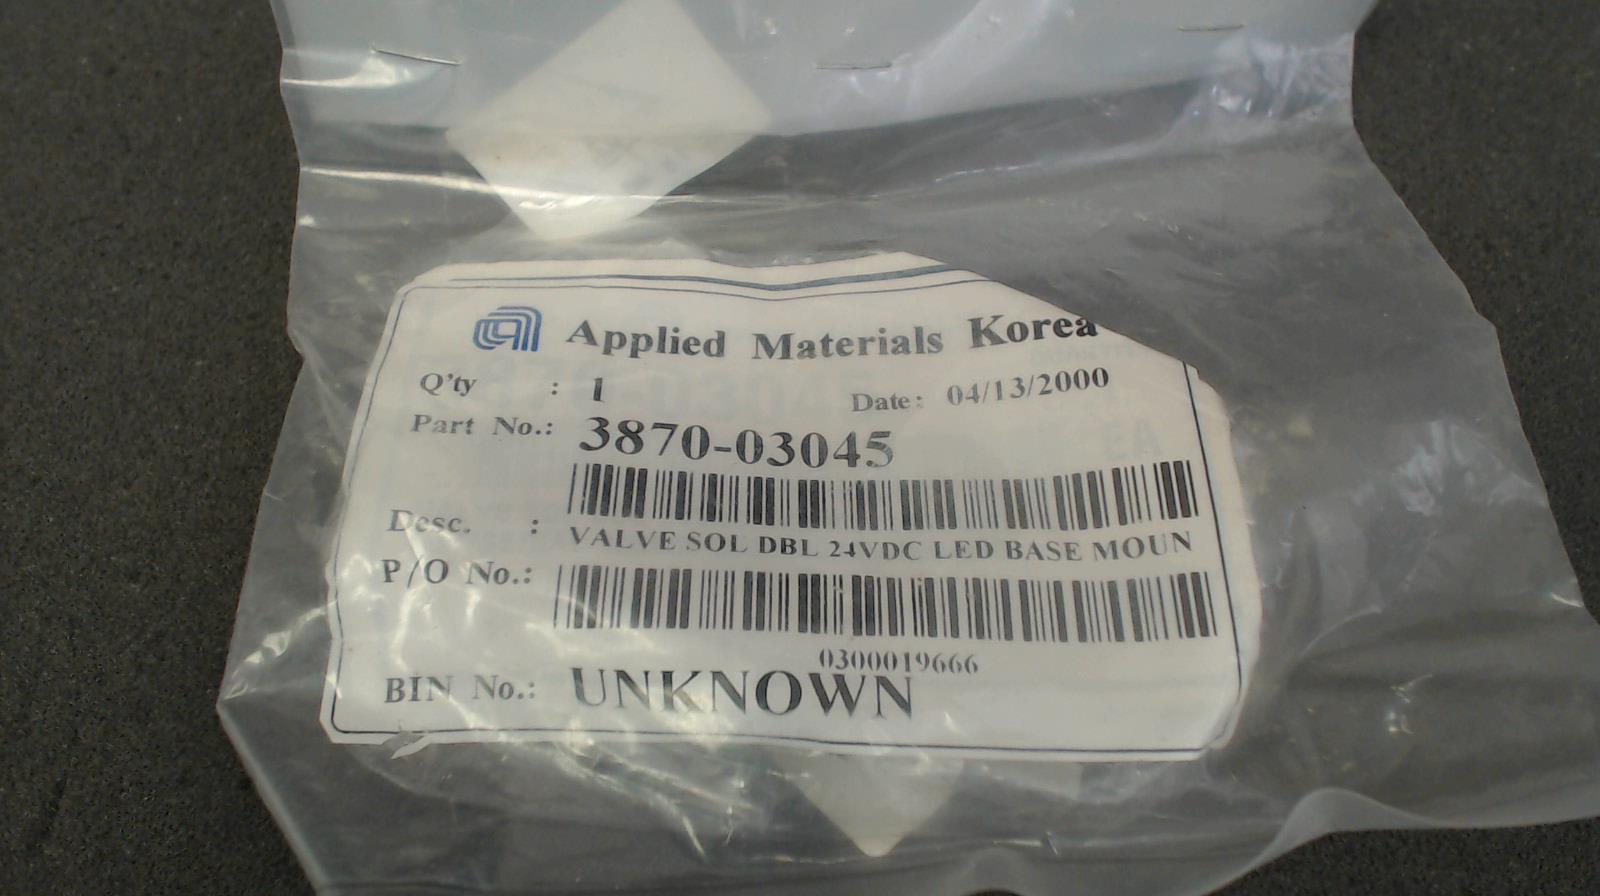 Applied Materials Korea
Q'ty : 1 Date: 04/13/2000
Part No.: 3870-03045
Desc. : VALVE SOL DBL 24VDC LED BASE MOUN
P/O No.:
0300019666
BIN No.: UNKNOWN